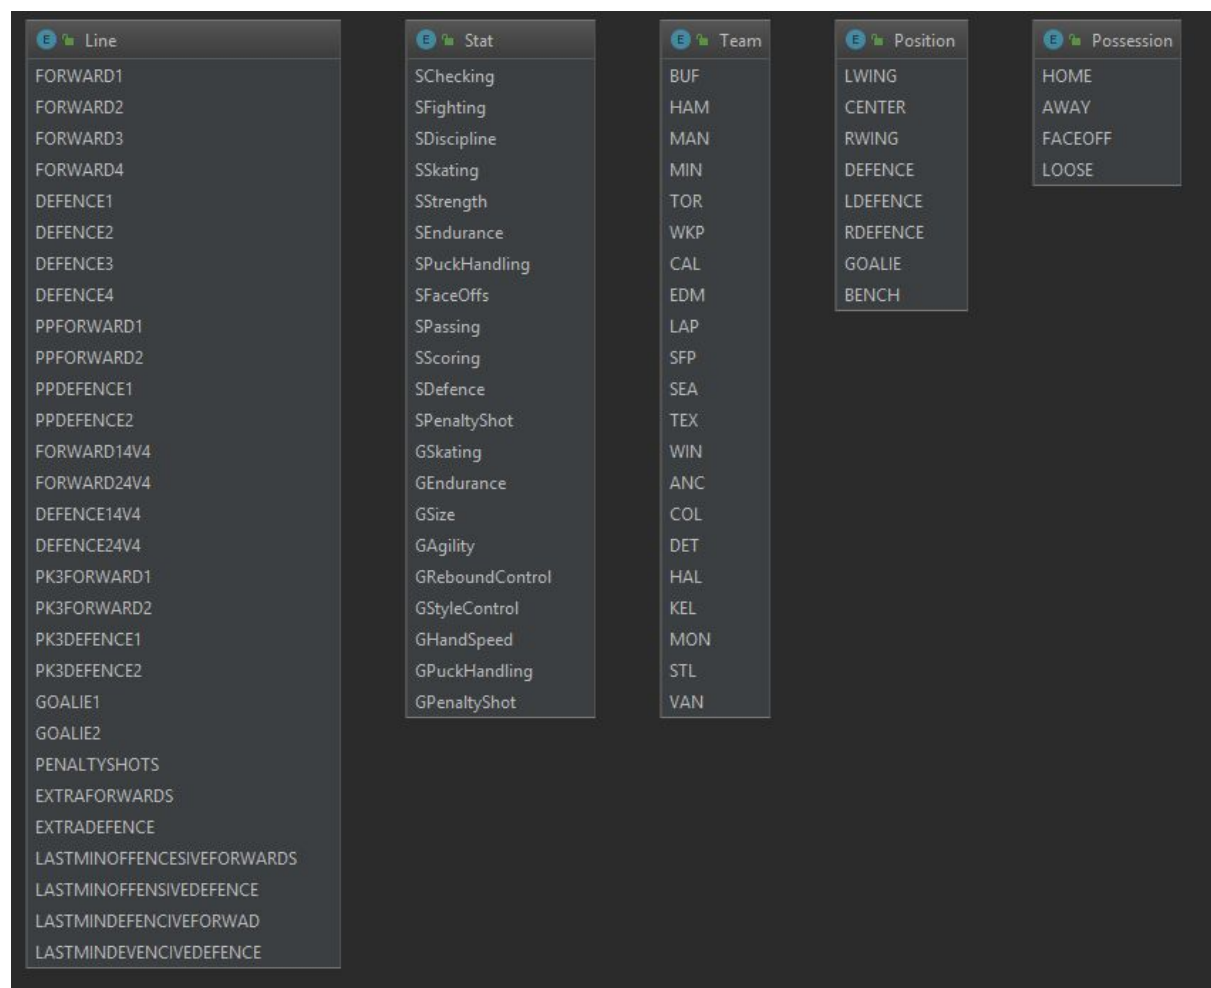 E Line
FORWARD1
FORWARD2
FORWARD3
FORWARD4
DEFENCE1
DEFENCE2
DEFENCE3
DEFENCE4
PPFORWARD1
PPFORWARD2
PPDEFENCE1
PPDEFENCE2
FORWARD14V4
FORWARD24V4
DEFENCE14V4
DEFENCE24V4
PK3FORWARD1
PK3FORWARD2
PK3DEFENCE1
PK3DEFENCE2
GOALIE1
GOALIE2
PENALTYSHOTS
EXTRAFORWARDS
EXTRADEFENCE
LASTMINOFFENCESIVEFORWARDS
LASTMINOFFENSIVEDEFENCE
LASTMINDEFENCIVEFORWAD
LASTMINDEVENCIVEDEFENCE
E Stat
SChecking
SFighting
SDiscipline
SSkating
SStrength
SEndurance
SPuckHandling
SFaceOffs
SPassing
SScoring
SDefence
SPenaltyShot
GSkating
GEndurance
GSize
GAgility
GReboundControl
GStyleControl
GHandSpeed
GPuckHandling
GPenaltyShot
E Team
BUF
HAM
MAN
MIN
TOR
WKP
CAL
EDM
LAP
SFP
SEA
TEX
WIN
ANC
COL
DET
HAL
KEL
MON
STL
VAN
E Position
LWING
CENTER
RWING
DEFENCE
LDEFENCE
RDEFENCE
GOALIE
BENCH
E Possession
HOME
AWAY
FACEOFF
LOOSE